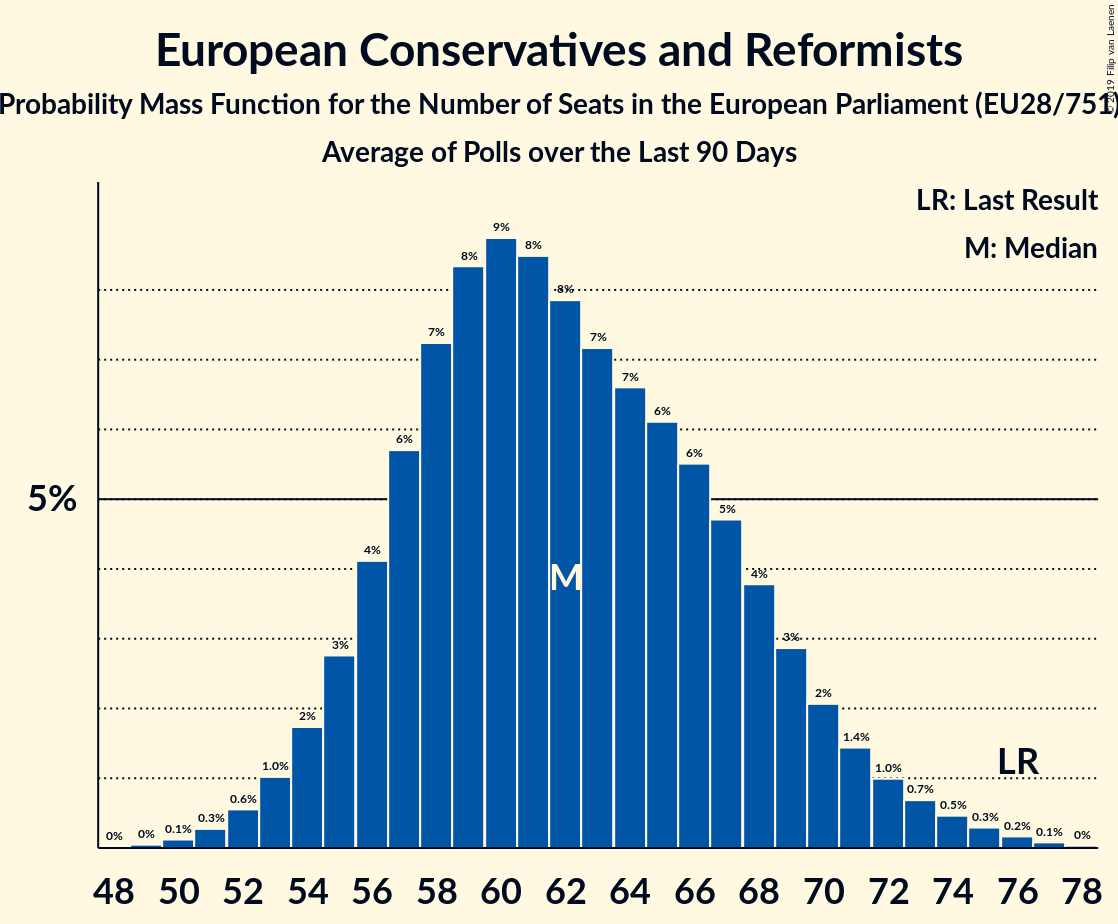 European Conservatives and Reformists
Probability Mass Function for the Number of Seats in the European Parliament (EU28/751)
Average of Polls over the Last 90 Days
© 2019 Filip van Laenen
LR: Last Result
M: Median
5%
0% 0% 0.1% 0.3% 0.6% 1.0% 2% 3% 4% 6% 7% 8% 9% 8% 8% 7% 7% 6% 6% 5% 4% 3% 2% 1.4% 1.0% 0.7% 0.5% 0.3% 0.2% 0.1% 0%
M
LR
48 50 52 54 56 58 60 62 64 66 68 70 72 74 76 78